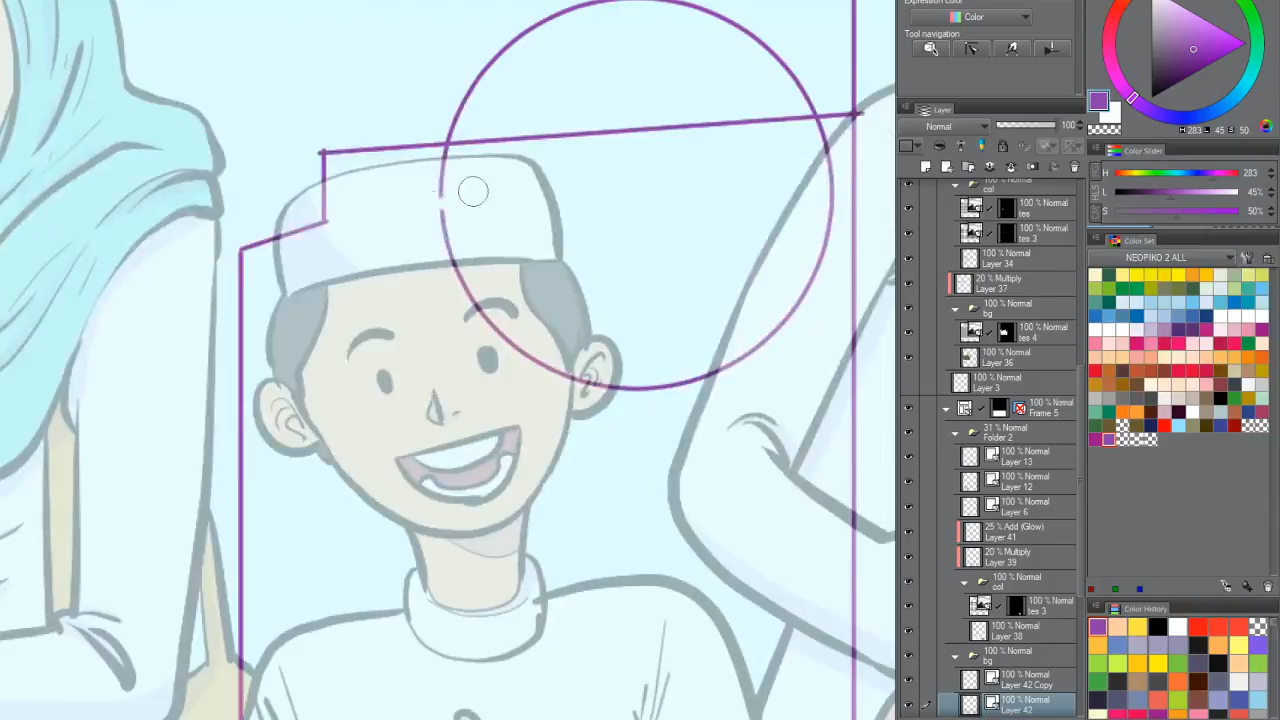 Expression Color
Color
Tool navigation
Layer
Normal
100
H 283 L 45 S 50
Color Slider
H 283
L 45%
S 50%
Color Set
NEOPIKO 2 ALL
col
100 % Normal
tes
100 % Normal
tes 3
100 % Normal
Layer 34
20 % Multiply
Layer 37
100 % Normal
bg
100 % Normal
tes 4
100 % Normal
Layer 36
100 % Normal
Layer 3
100 % Normal
Frame 5
31 % Normal
Folder 2
100 % Normal
Layer 13
100 % Normal
Layer 12
100 % Normal
Layer 6
25 % Add (Glow)
Layer 41
20 % Multiply
Layer 39
100 % Normal
col
100 % Normal
tes 3
100 % Normal
Layer 38
100 % Normal
bg
100 % Normal
Layer 42 Copy
100 % Normal
Layer 42
Color History